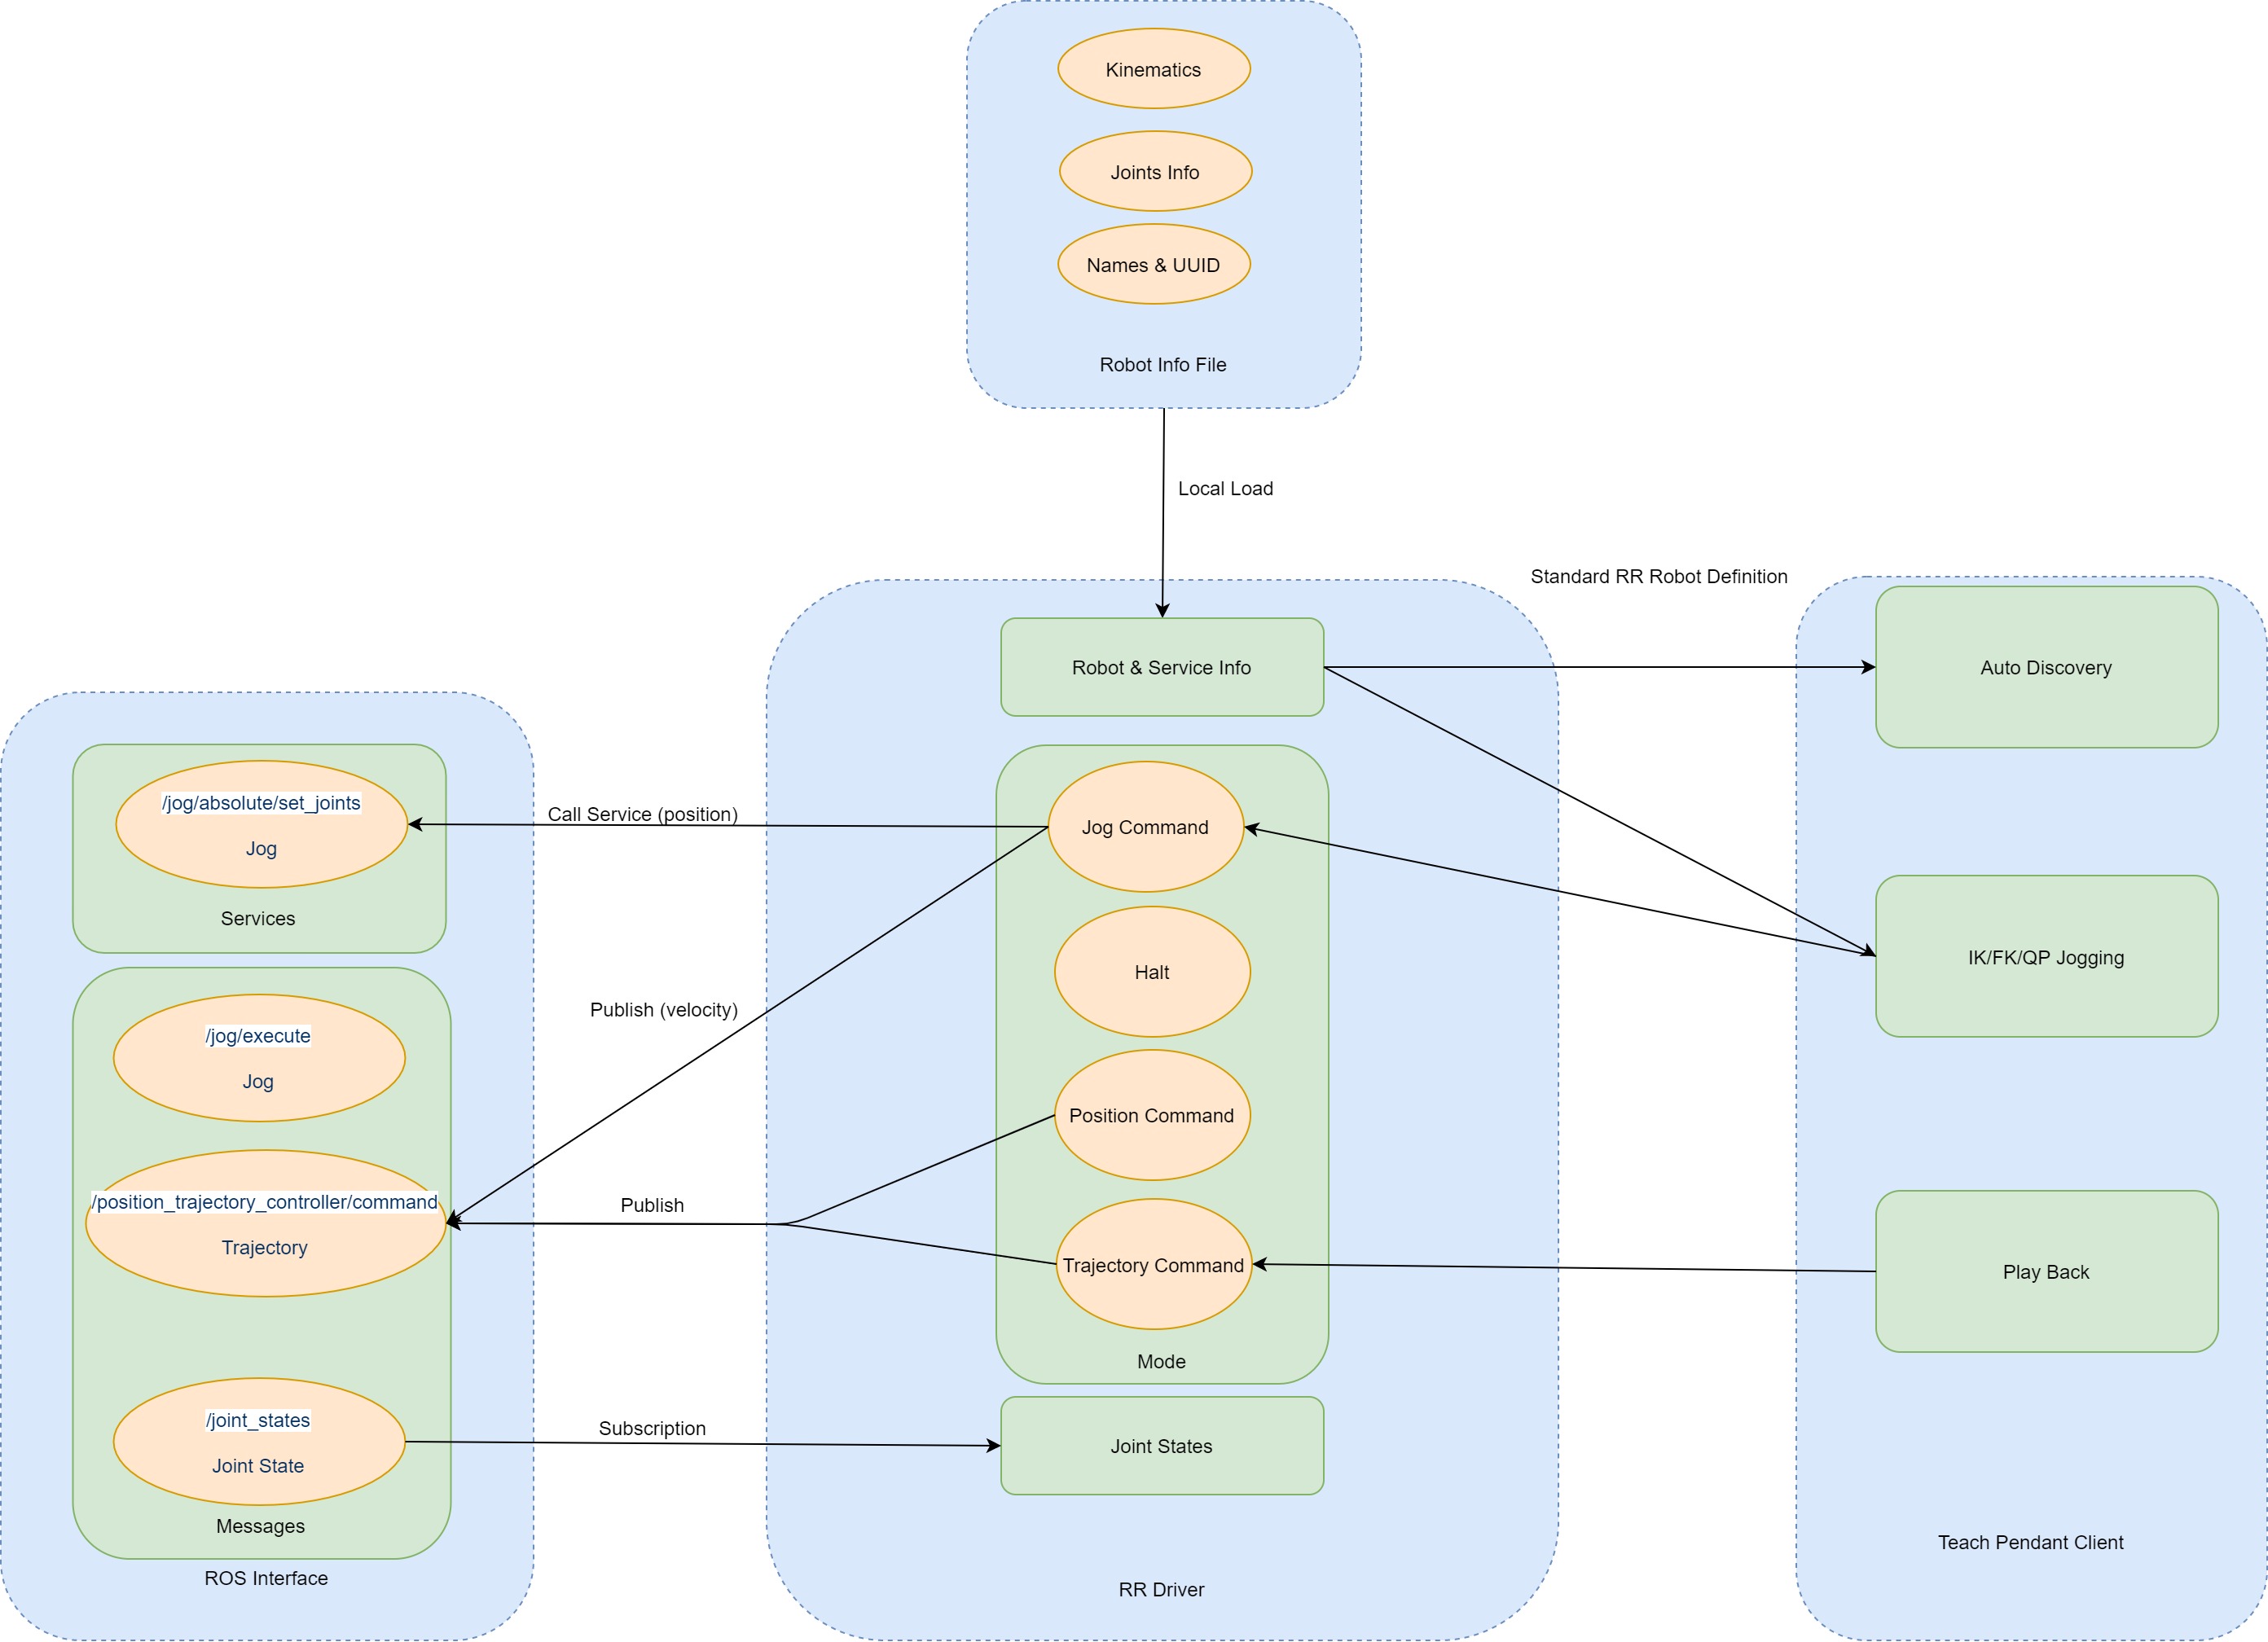 Kinematics
Joints Info
Names & UUID
Robot Info File
Local Load
Standard RR Robot Definition
Robot & Service Info
Auto Discovery
/jog/absolute/set_joints
Jog
Services
Call Service (position)
Jog Command
Halt
IK/FK/QP Jogging
Publish (velocity)
/jog/execute
Jog
Position Command
/position_trajectory_controller/command
Trajectory
Publish
Trajectory Command
Play Back
Mode
/joint_states
Joint State
Subscription
Joint States
Messages
ROS Interface
RR Driver
Teach Pendant Client